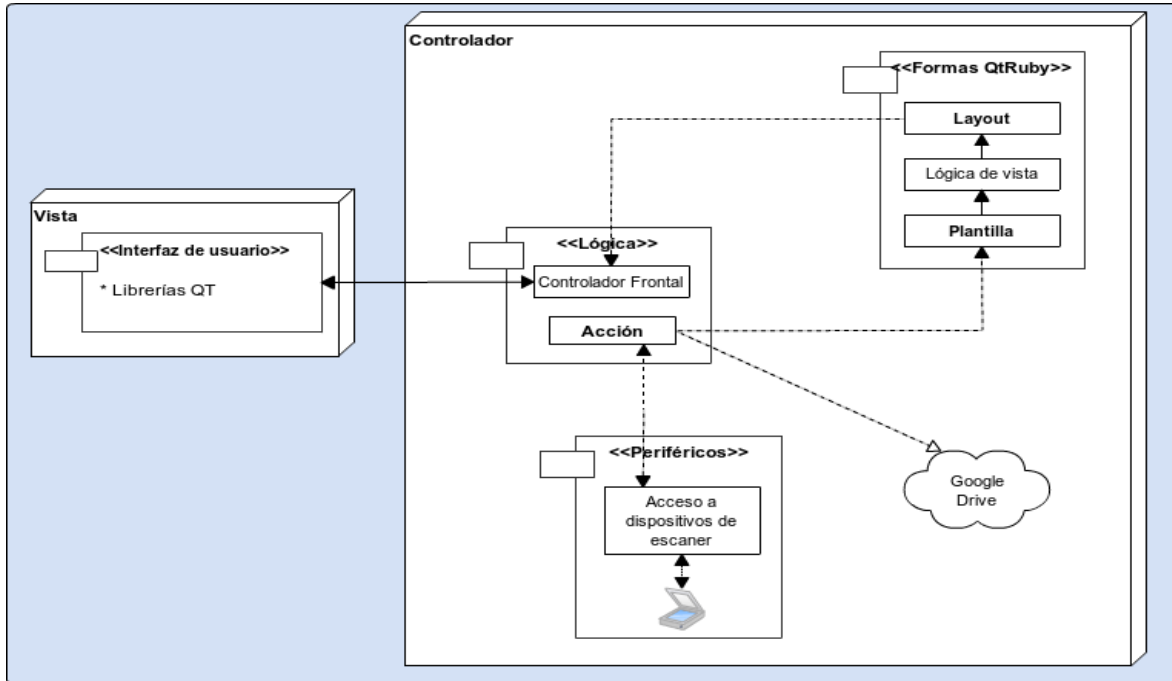 Controlador
<<Formas QtRuby>>
Layout
Lógica de vista
Plantilla
Vista
<<Interfaz de usuario>>
* Librerías QT
<<Lógica>>
Controlador Frontal
Acción
<<Periféricos>>
Acceso a
dispositivos de
escaner
Google
Drive